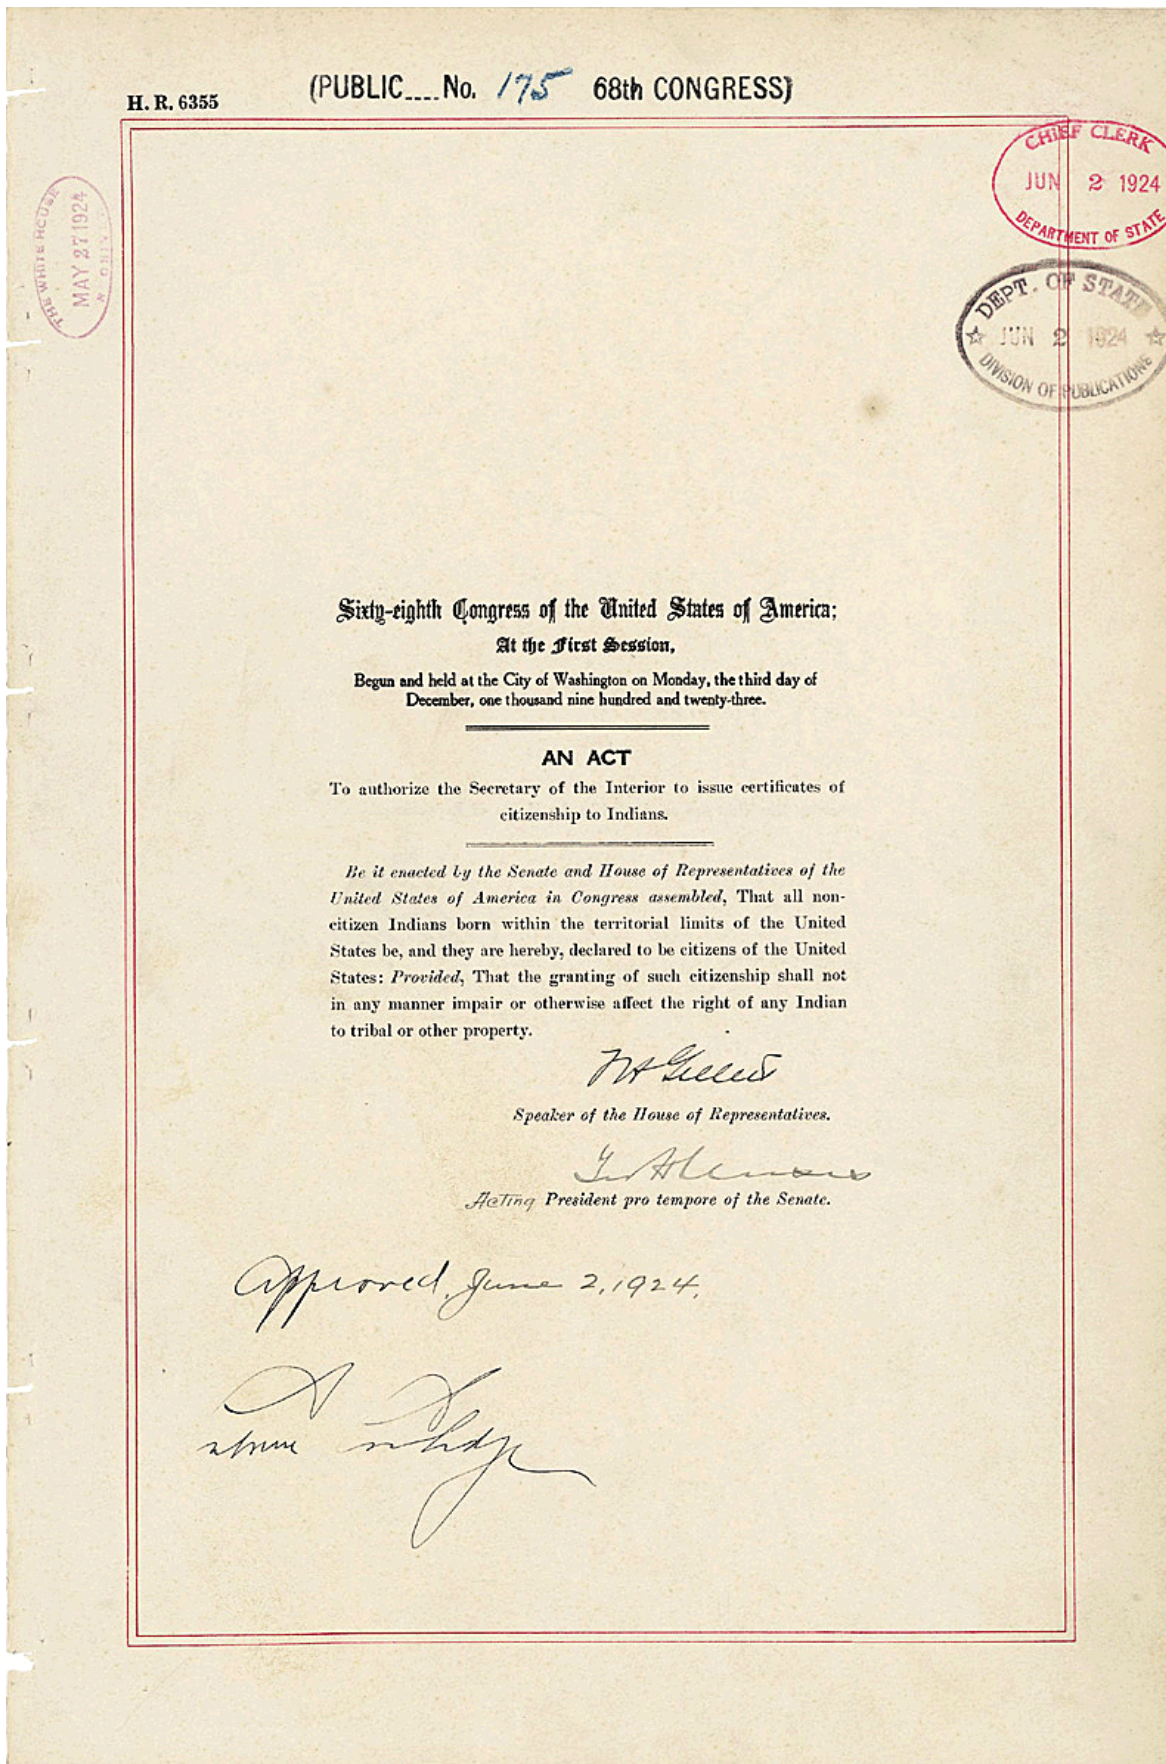 (PUBLIC....No. 175 68th CONGRESS)
H. R. 6355
CHIEF CLERK
JUN 2 1924
DEPARTMENT OF STATE
THE WHITE HOUSE
MAY 27 1924
DEPT. OF STATE
JUN 2 1924
DIVISION OF PUBLICATIONS
Sixty-eighth Congress of the United States of America;
At the First Session,
Begun and held at the City of Washington on Monday, the third day of
December, one thousand nine hundred and twenty-three.
AN ACT
To authorize the Secretary of the Interior to issue certificates of
citizenship to Indians.
Be it enacted by the Senate and House of Representatives of the
United States of America in Congress assembled, That all non-
citizen Indians born within the territorial limits of the United
States be, and they are hereby, declared to be citizens of the United
States: Provided, That the granting of such citizenship shall not
in any manner impair or otherwise affect the right of any Indian
to tribal or other property.
Speaker of the House of Representatives.
Acting President pro tempore of the Senate.
Approved, June 2, 1924.